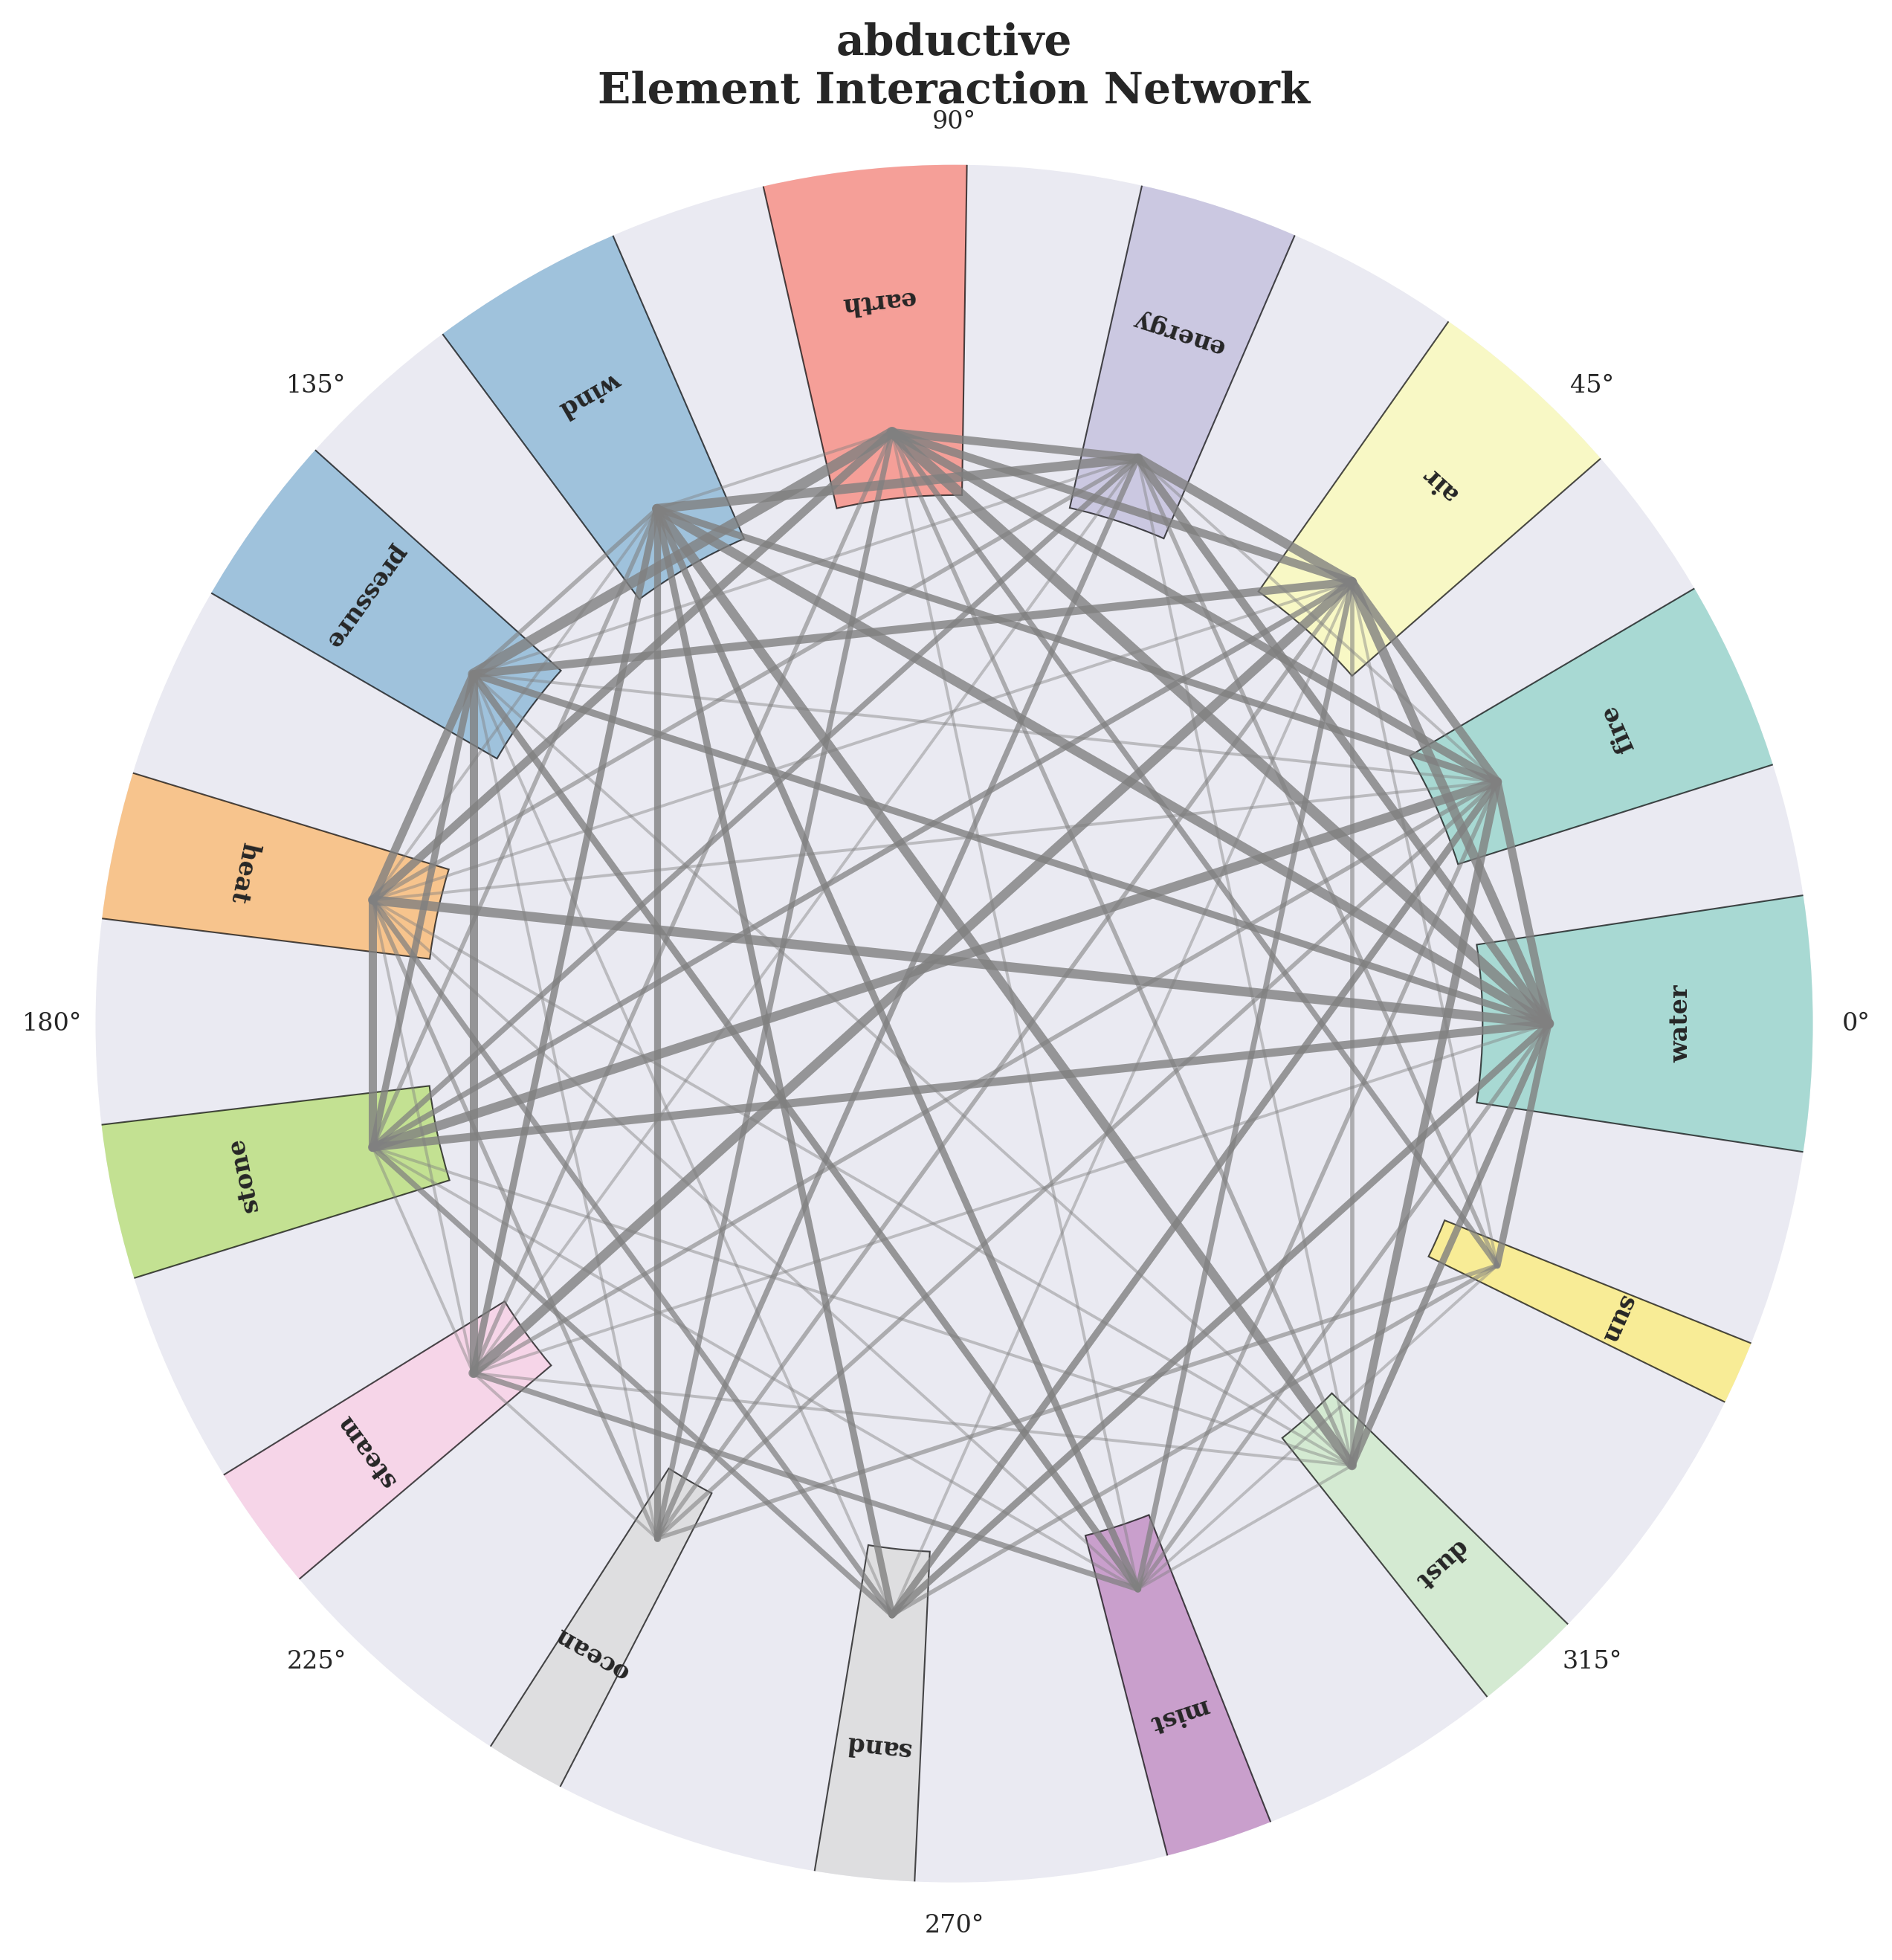 abductive
Element Interaction Network
90°
earth
energy
wind
135°
45°
air
pressure
fire
heat
180°
water
0°
stone
sun
steam
dust
ocean
225°
315°
mist
sand
270°